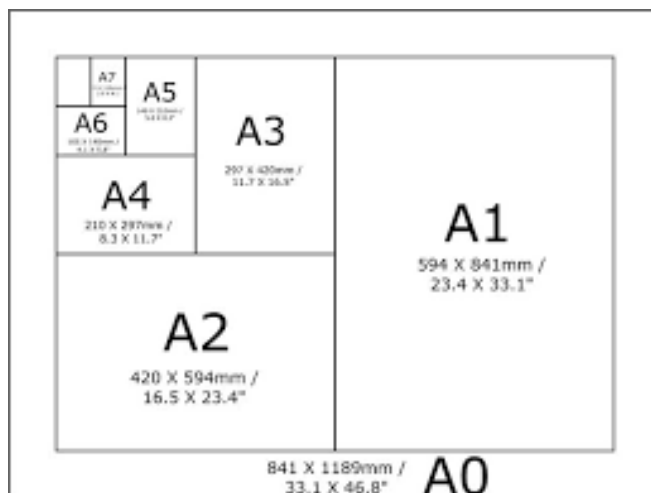 A7
A5
A6
A3
297 X 420mm /
11.7 X 16.5"
A4
210 X 297mm /
8.3 X 11.7"
A1
594 X 841mm /
23.4 X 33.1"
A2
420 X 594mm /
16.5 X 23.4"
841 X 1189mm /
33.1 X 46.8"
A0